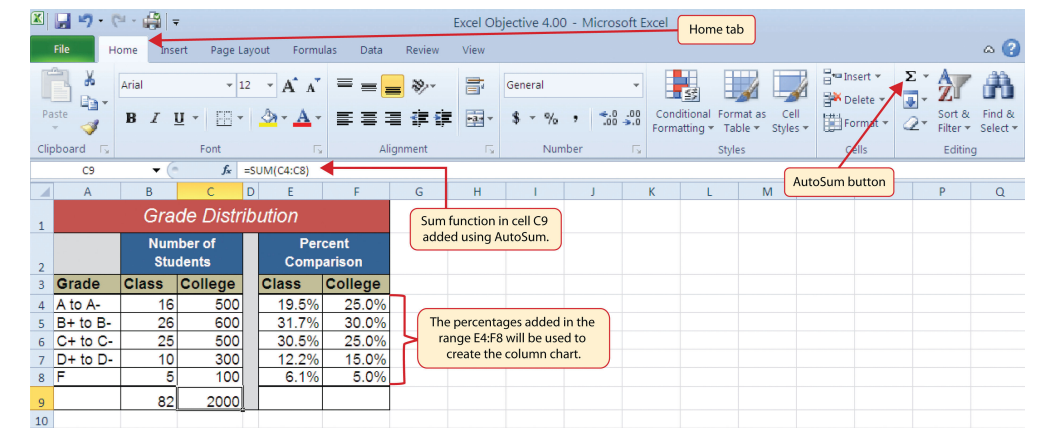 Excel Objective 4.00 - Microsoft Excel
Home tab
File Home Insert Page Layout Formulas Data Review View
Paste
Clipboard
Arial 12
B I U
Font
Alignment
General
$ % ,
Number
Conditional Formatting
Format as Table
Cell Styles
Styles
Insert
Delete
Format
Cells
Σ
Sort & Filter
Find & Select
Editing
AutoSum button
C9 fx =SUM(C4:C8)
A B C D E F G H I J K L M P Q
Sum function in cell C9
added using AutoSum.
1 Grade Distribution
2 Number of Students Percent Comparison
3 Grade Class College Class College
4 A to A- 16 500 19.5% 25.0%
5 B+ to B- 26 600 31.7% 30.0%
6 C+ to C- 25 500 30.5% 25.0%
7 D+ to D- 10 300 12.2% 15.0%
8 F 5 100 6.1% 5.0%
9 82 2000
10
The percentages added in the
range E4:F8 will be used to
create the column chart.